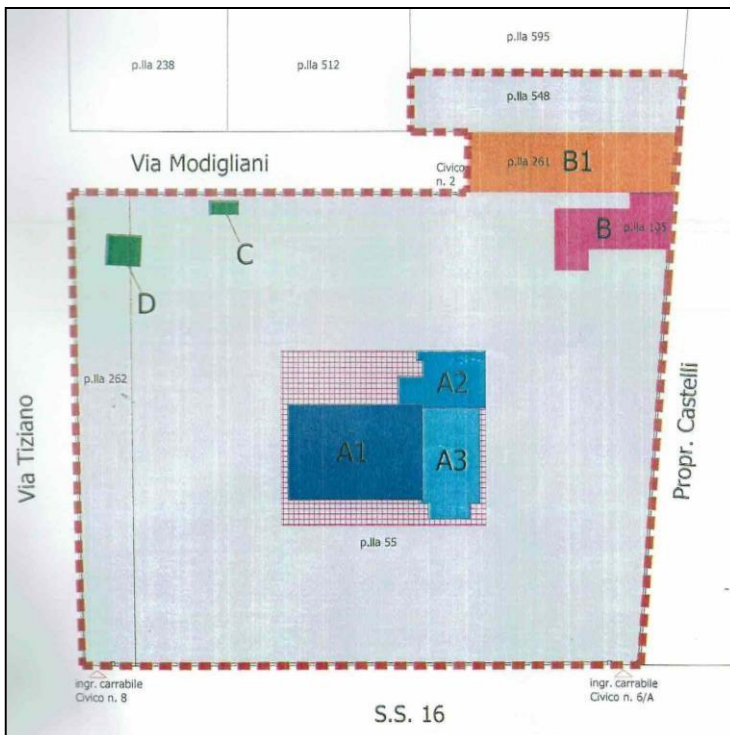 p.lla 595
p.lla 238
p.lla 512
p.lla 548
Via Modigliani
Civico
n. 2
p.lla 261
B1
B
p.lla 105
C
D
p.lla 262
A2
A1
A3
Via Tiziano
Propr. Castelli
p.lla 55
ingr. carrabile
Civico n. 8
ingr. carrabile
Civico n. 6/A
S.S. 16